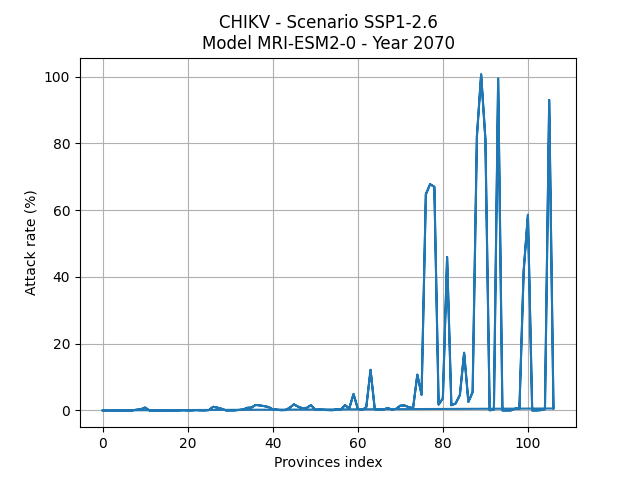 CHIKV - Scenario SSP1-2.6
Model MRI-ESM2-0 - Year 2070
100
80
60
40
20
0
Attack rate (%)
0 20 40 60 80 100
Provinces index